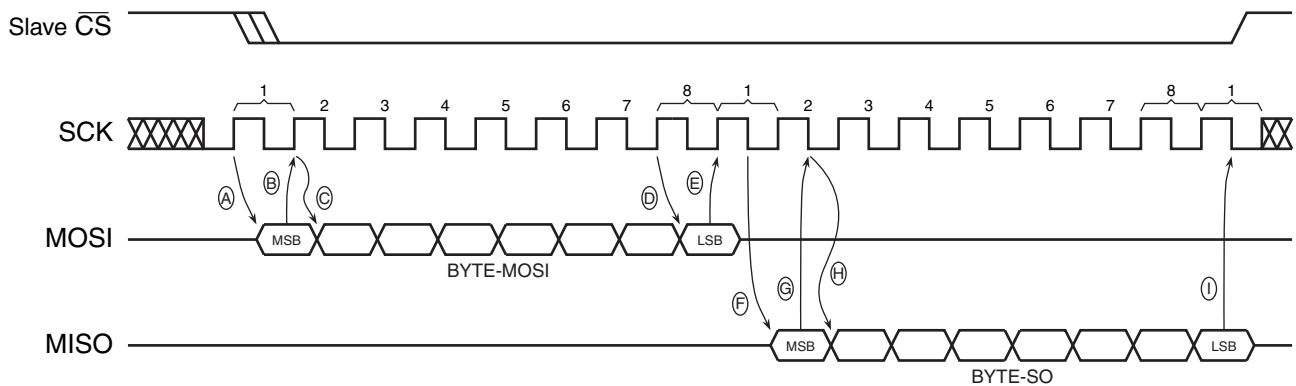 Slave CS
1 2 3 4 5 6 7 8 1 2 3 4 5 6 7 8 1
SCK
A B C D E
MOSI MSB LSB
BYTE-MOSI
F G H I
MISO MSB LSB
BYTE-SO